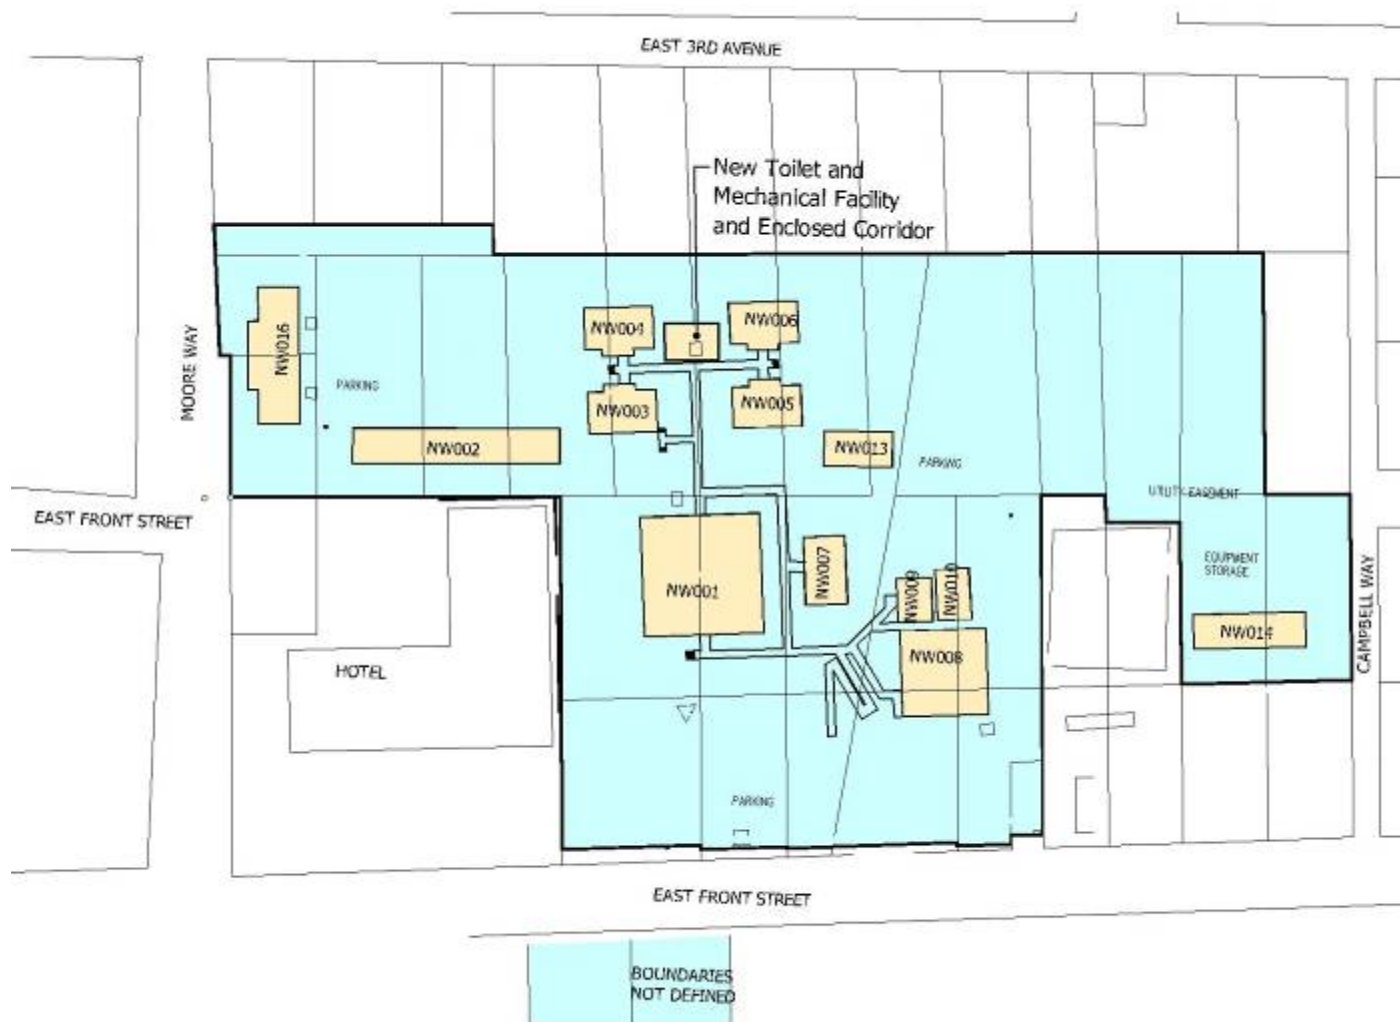 EAST 3RD AVENUE
New Toilet and
Mechanical Facility
and Enclosed Corridor
MOORE WAY
NW016
NW004
NW006
PARKING
NW003
NW005
NW002
NW013
PARKING
UTILITY EASEMENT
EAST FRONT STREET
EQUIPMENT
STORAGE
NW001
NW007
NW009
NW010
NW014
CAMPBELL WAY
HOTEL
NW008
PARKING
EAST FRONT STREET
BOUNDARIES
NOT DEFINED